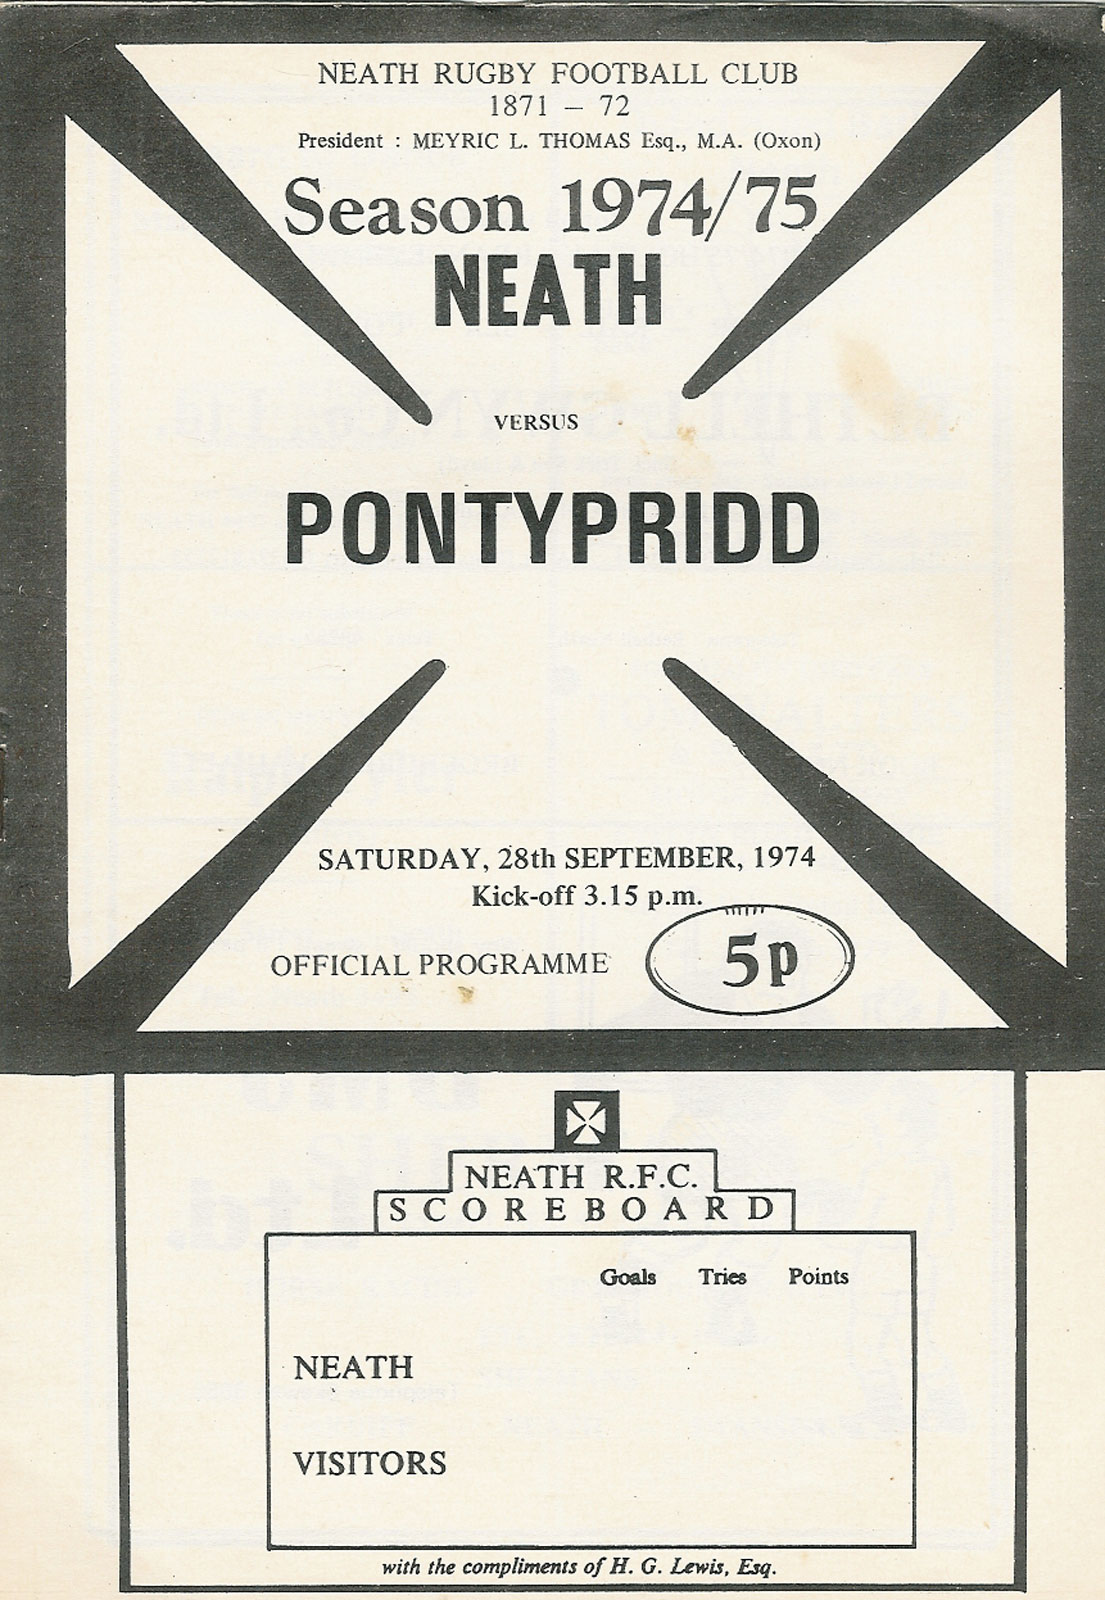 NEATH RUGBY FOOTBALL CLUB
1871 – 72
President : MEYRIC L. THOMAS Esq., M.A. (Oxon)
Season 1974/75
NEATH
VERSUS
PONTYPRIDD
SATURDAY, 28th SEPTEMBER, 1974
Kick-off 3.15 p.m.
OFFICIAL PROGRAMME 5p
NEATH R.F.C.
SCOREBOARD
Goals Tries Points
NEATH
VISITORS
with the compliments of H. G. Lewis, Esq.